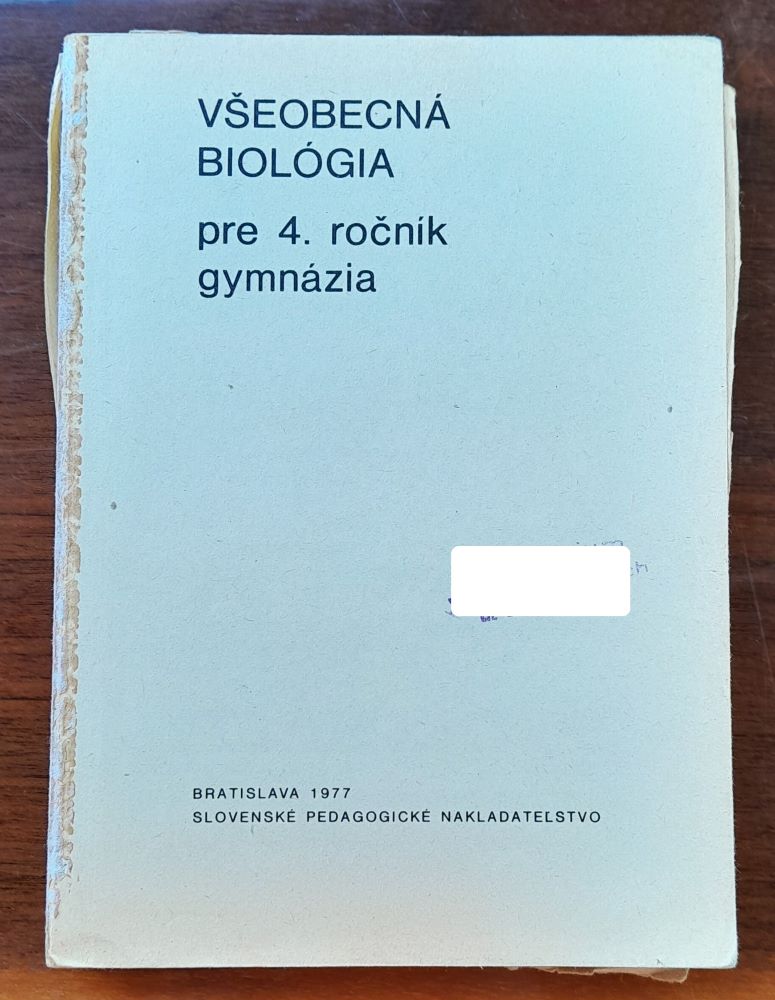 VŠEOBECNÁ
BIOLÓGIA
pre 4. ročník
gymnázia
BRATISLAVA 1977
SLOVENSKÉ PEDAGOGICKÉ NAKLADATEĽSTVO